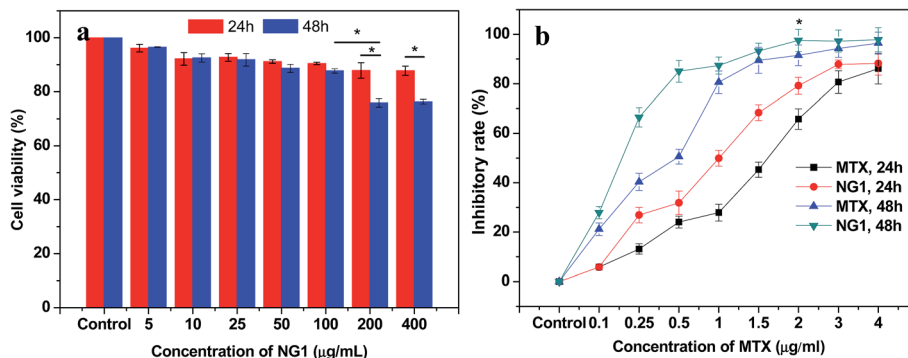 a
24h
48h
*
*
*
Cell viability (%)
100
80
60
40
20
0
Control 5 10 25 50 100 200 400
Concentration of NG1 (μg/mL)
b
*
Inhibitory rate (%)
100
80
60
40
20
0
MTX, 24h
NG1, 24h
MTX, 48h
NG1, 48h
Control 0.1 0.25 0.5 1 1.5 2 3 4
Concentration of MTX (μg/ml)